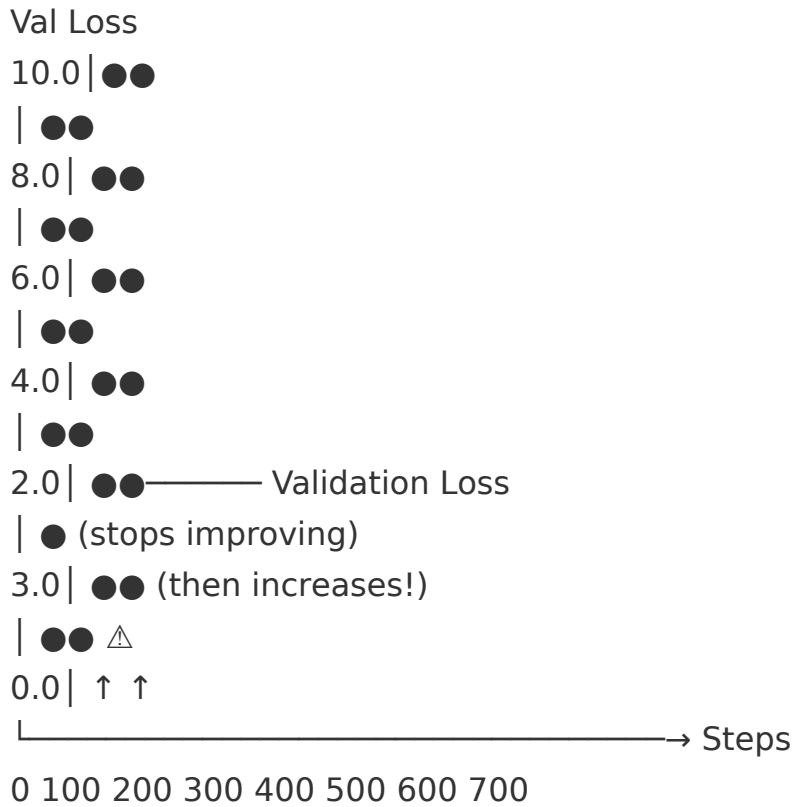 Val Loss
10.0│●●
│ ●●
8.0│ ●●
│ ●●
6.0│ ●●
│ ●●
4.0│ ●●
│ ●●
2.0│ ●●────── Validation Loss
│ ● (stops improving)
3.0│ ●● (then increases!)
│ ●● ⚠
0.0│ ↑ ↑
└─────────────────────────────────→ Steps
0 100 200 300 400 500 600 700